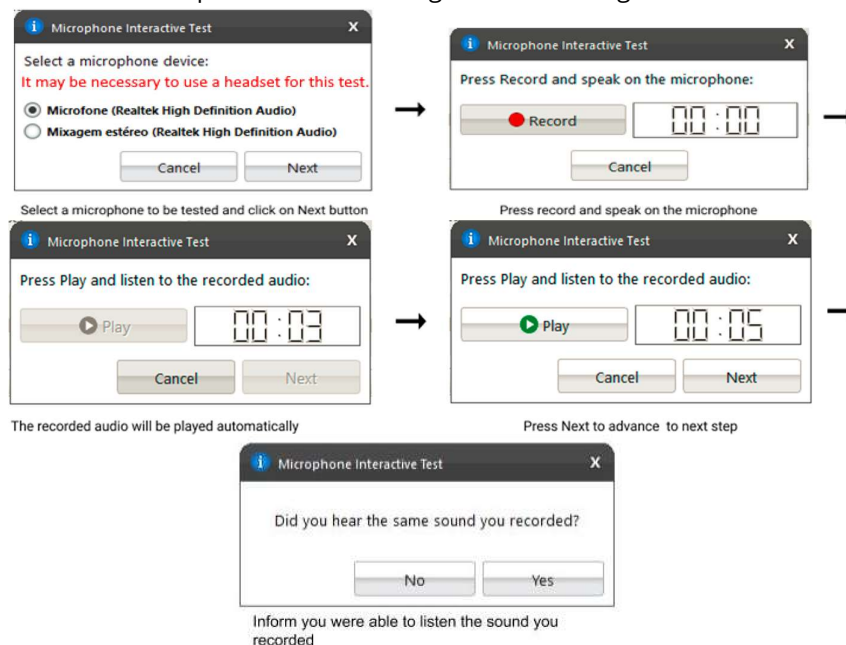 Microphone Interactive Test X
Select a microphone device:
It may be necessary to use a headset for this test.
Microfone (Realtek High Definition Audio)
Mixagem estéreo (Realtek High Definition Audio)
Cancel Next
Select a microphone to be tested and click on Next button
Microphone Interactive Test X
Press Record and speak on the microphone:
Record 00:00
Cancel
Press record and speak on the microphone
Microphone Interactive Test X
Press Play and listen to the recorded audio:
Play 00:03
Cancel Next
The recorded audio will be played automatically
Microphone Interactive Test X
Press Play and listen to the recorded audio:
Play 00:05
Cancel Next
Press Next to advance to next step
Microphone Interactive Test X
Did you hear the same sound you recorded?
No Yes
Inform you were able to listen the sound you
recorded